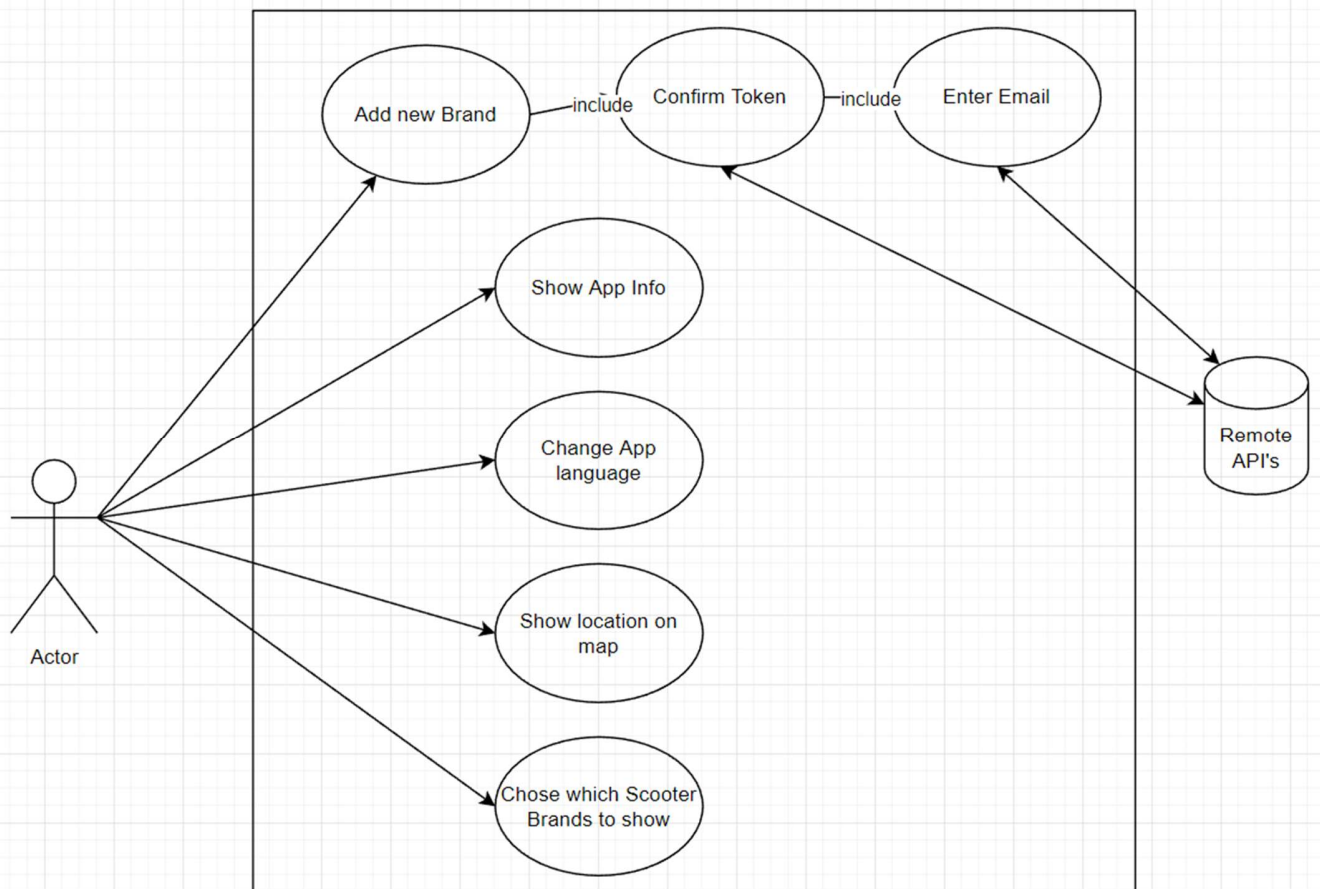 Add new Brand
include
Confirm Token
include
Enter Email
Show App Info
Change App
language
Remote
API's
Show location on
map
Actor
Chose which Scooter
Brands to show